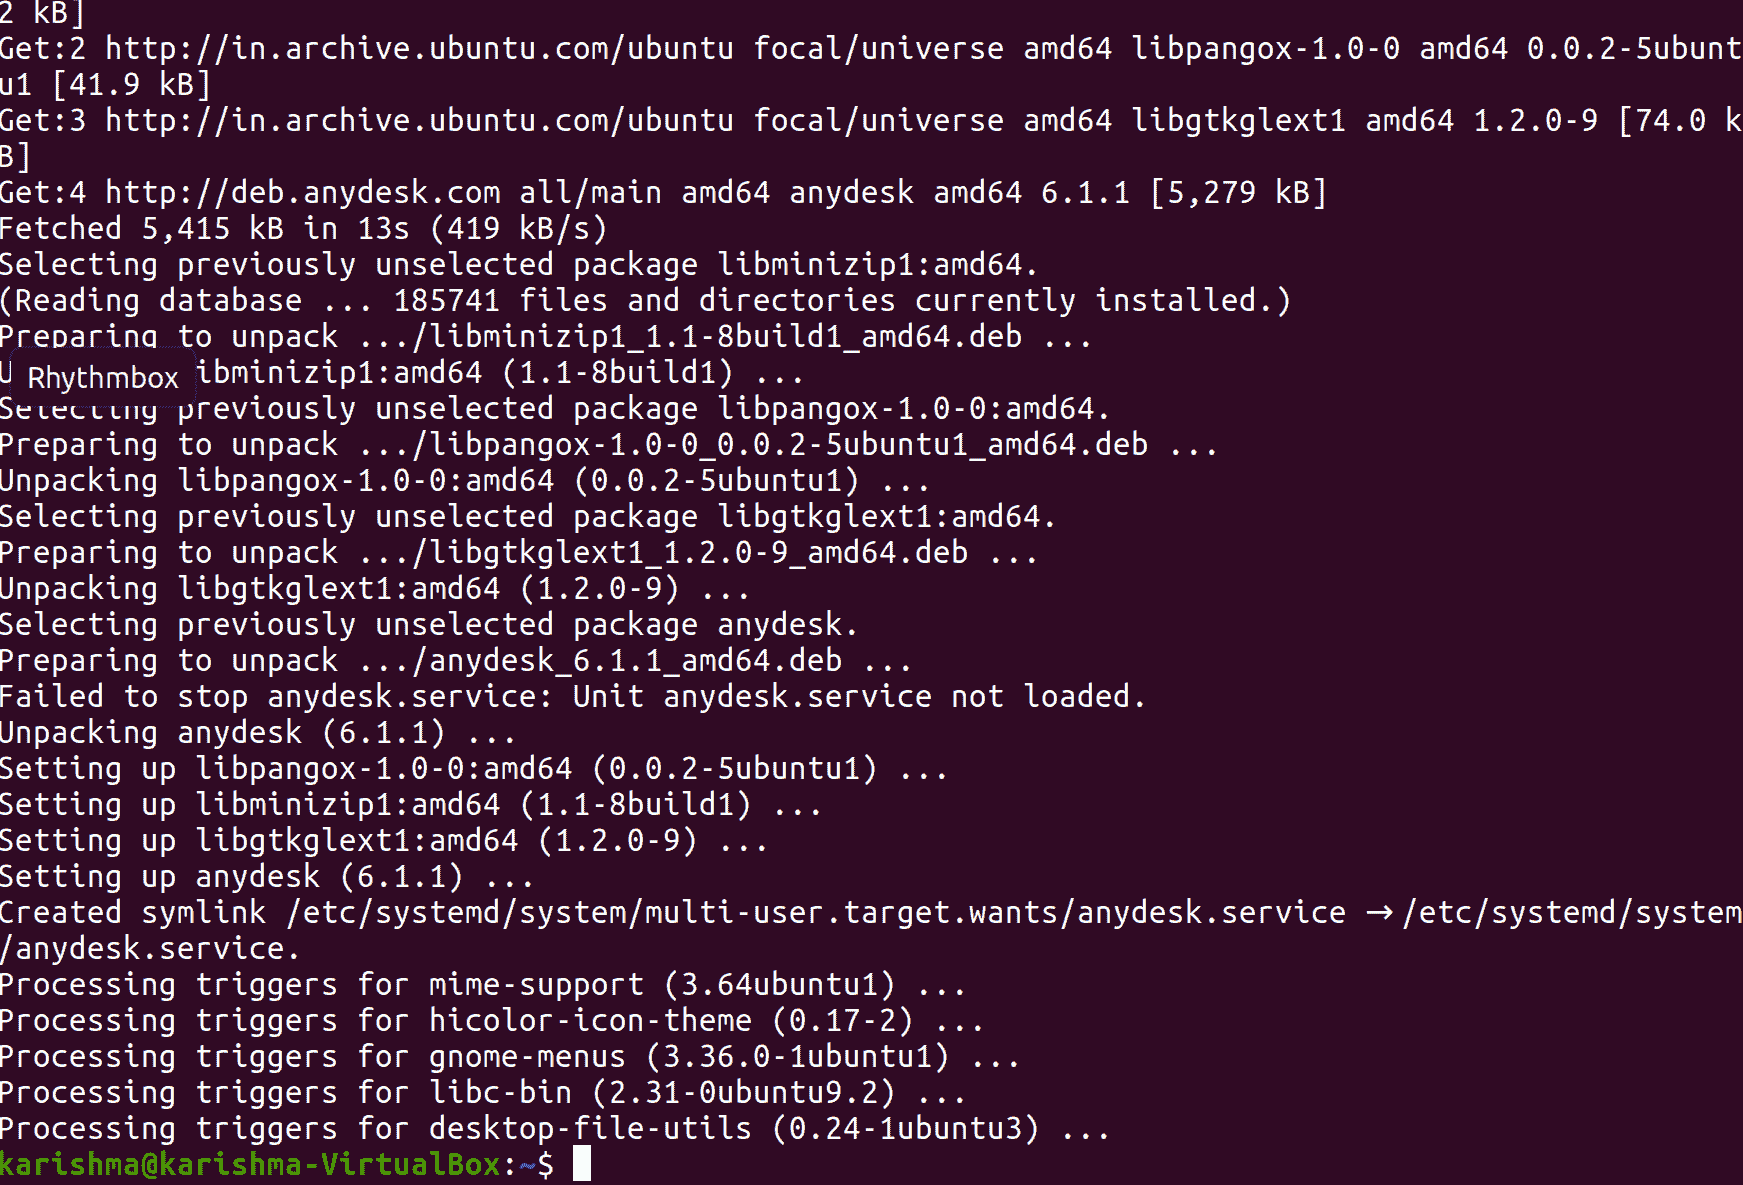 2 kB]
Get:2 http://in.archive.ubuntu.com/ubuntu focal/universe amd64 libpangox-1.0-0 amd64 0.0.2-5ubunt
u1 [41.9 kB]
Get:3 http://in.archive.ubuntu.com/ubuntu focal/universe amd64 libgtkglext1 amd64 1.2.0-9 [74.0 k
B]
Get:4 http://deb.anydesk.com all/main amd64 anydesk amd64 6.1.1 [5,279 kB]
Fetched 5,415 kB in 13s (419 kB/s)
Selecting previously unselected package libminizip1:amd64.
(Reading database ... 185741 files and directories currently installed.)
Preparing to unpack .../libminizip1_1.1-8build1_amd64.deb ...
U Rhythmbox ibminizip1:amd64 (1.1-8build1) ...
Selecting previously unselected package libpangox-1.0-0:amd64.
Preparing to unpack .../libpangox-1.0-0_0.0.2-5ubuntu1_amd64.deb ...
Unpacking libpangox-1.0-0:amd64 (0.0.2-5ubuntu1) ...
Selecting previously unselected package libgtkglext1:amd64.
Preparing to unpack .../libgtkglext1_1.2.0-9_amd64.deb ...
Unpacking libgtkglext1:amd64 (1.2.0-9) ...
Selecting previously unselected package anydesk.
Preparing to unpack .../anydesk_6.1.1_amd64.deb ...
Failed to stop anydesk.service: Unit anydesk.service not loaded.
Unpacking anydesk (6.1.1) ...
Setting up libpangox-1.0-0:amd64 (0.0.2-5ubuntu1) ...
Setting up libminizip1:amd64 (1.1-8build1) ...
Setting up libgtkglext1:amd64 (1.2.0-9) ...
Setting up anydesk (6.1.1) ...
Created symlink /etc/systemd/system/multi-user.target.wants/anydesk.service → /etc/systemd/system
/anydesk.service.
Processing triggers for mime-support (3.64ubuntu1) ...
Processing triggers for hicolor-icon-theme (0.17-2) ...
Processing triggers for gnome-menus (3.36.0-1ubuntu1) ...
Processing triggers for libc-bin (2.31-0ubuntu9.2) ...
Processing triggers for desktop-file-utils (0.24-1ubuntu3) ...
karishma@karishma-VirtualBox:~$